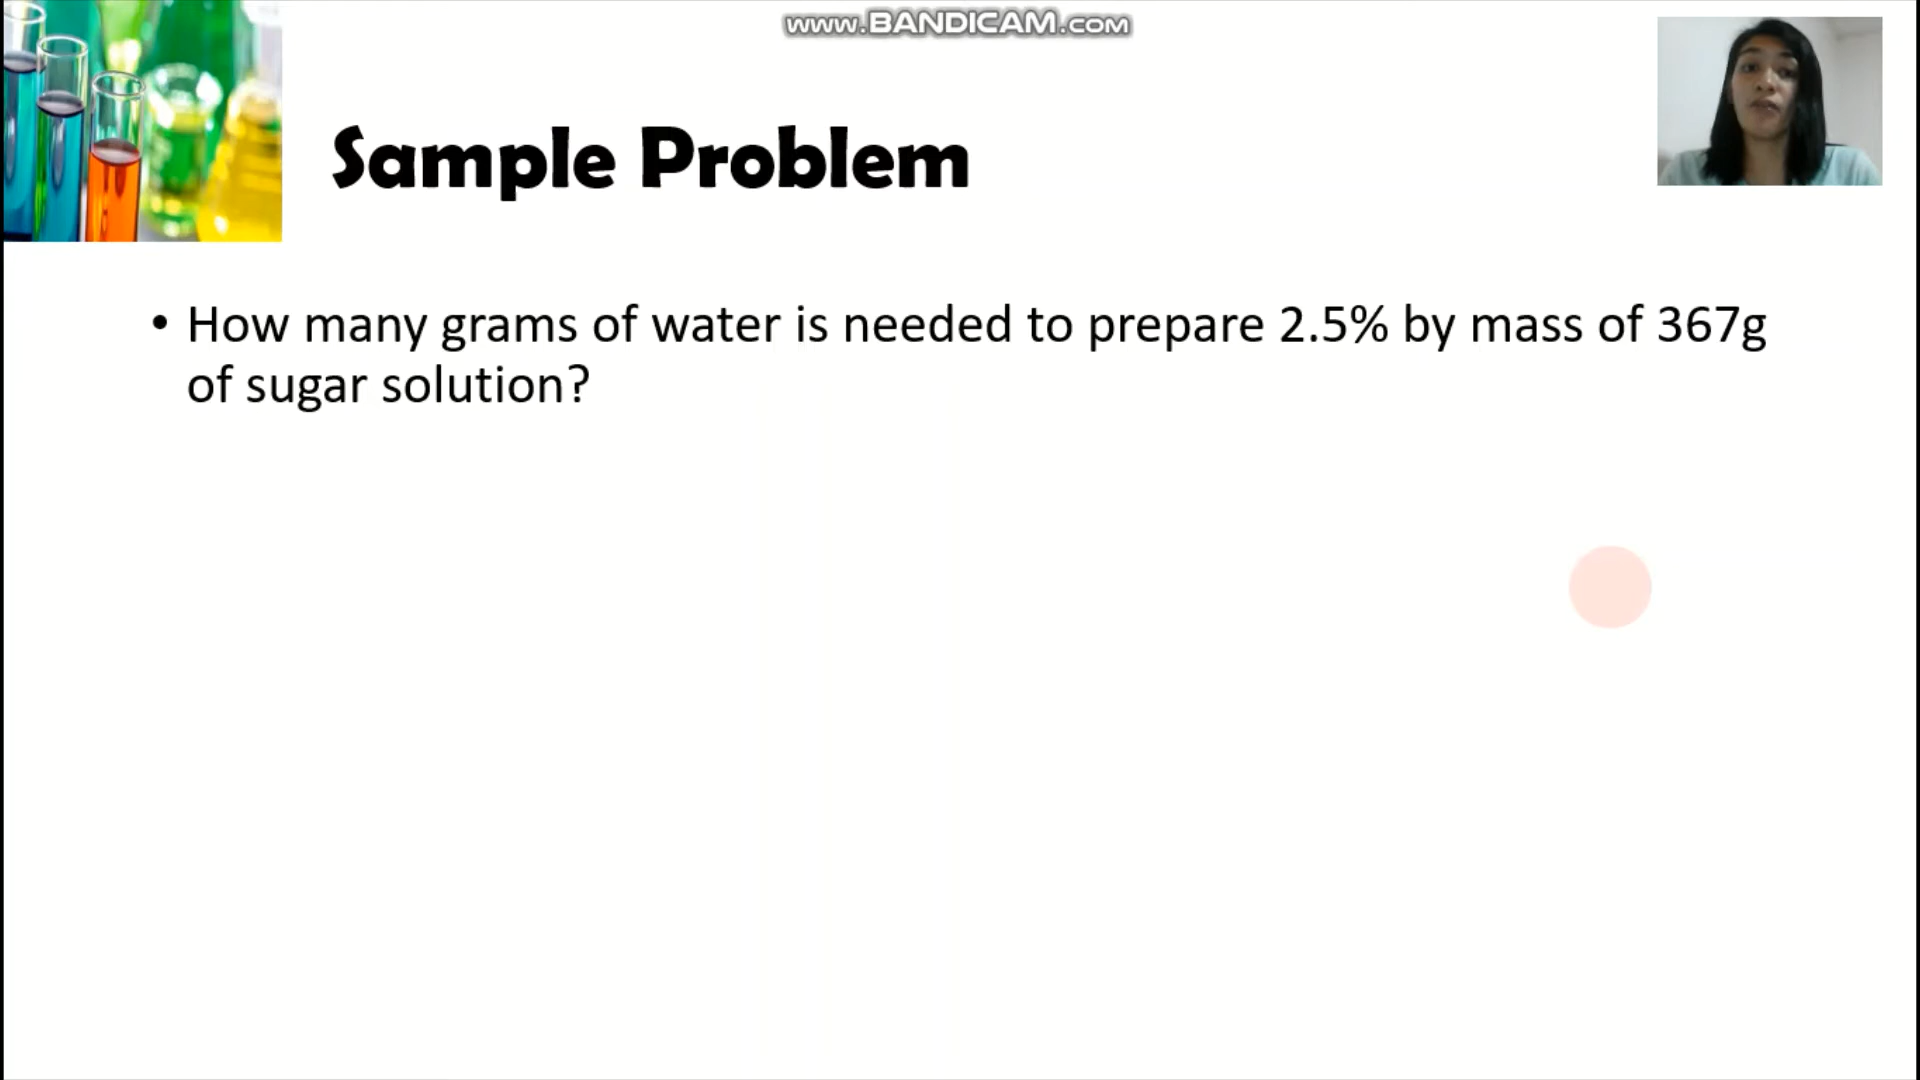 www.BANDICAM.com
Sample Problem
• How many grams of water is needed to prepare 2.5% by mass of 367g
of sugar solution?